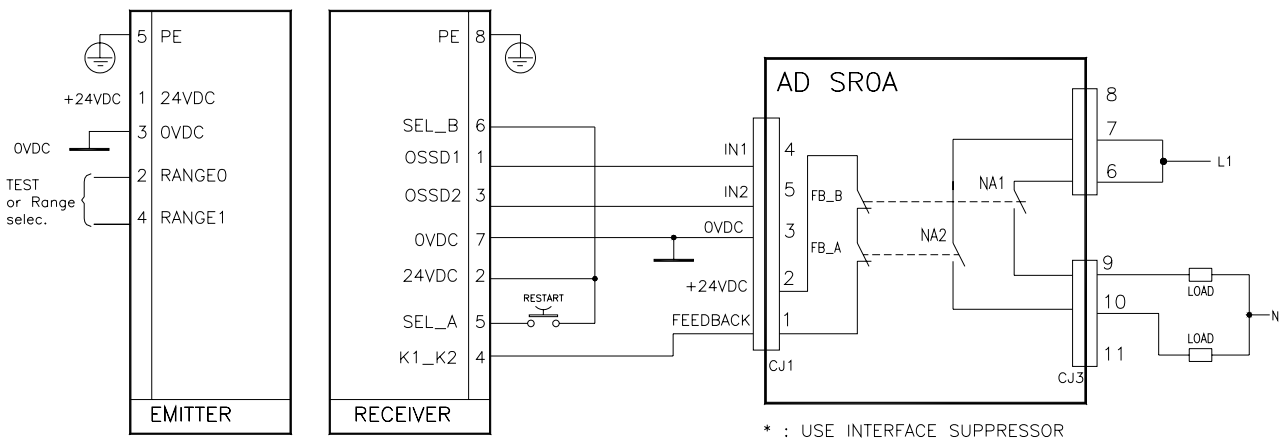 5 PE
+24VDC 1 24VDC
0VDC 3 0VDC
TEST
or Range
selec.
2 RANGE0
4 RANGE1
EMITTER
PE 8
SEL_B 6
OSSD1 1
OSSD2 3
0VDC 7
24VDC 2
SEL_A 5
K1_K2 4
RESTART
RECEIVER
AD SR0A
IN1 4
IN2 5
0VDC 3
+24VDC 2
FEEDBACK 1
CJ1
FB_B
FB_A
NA1
NA2
8
7
6
L1
9
10
11
CJ3
LOAD
LOAD
N
* : USE INTERFACE SUPPRESSOR